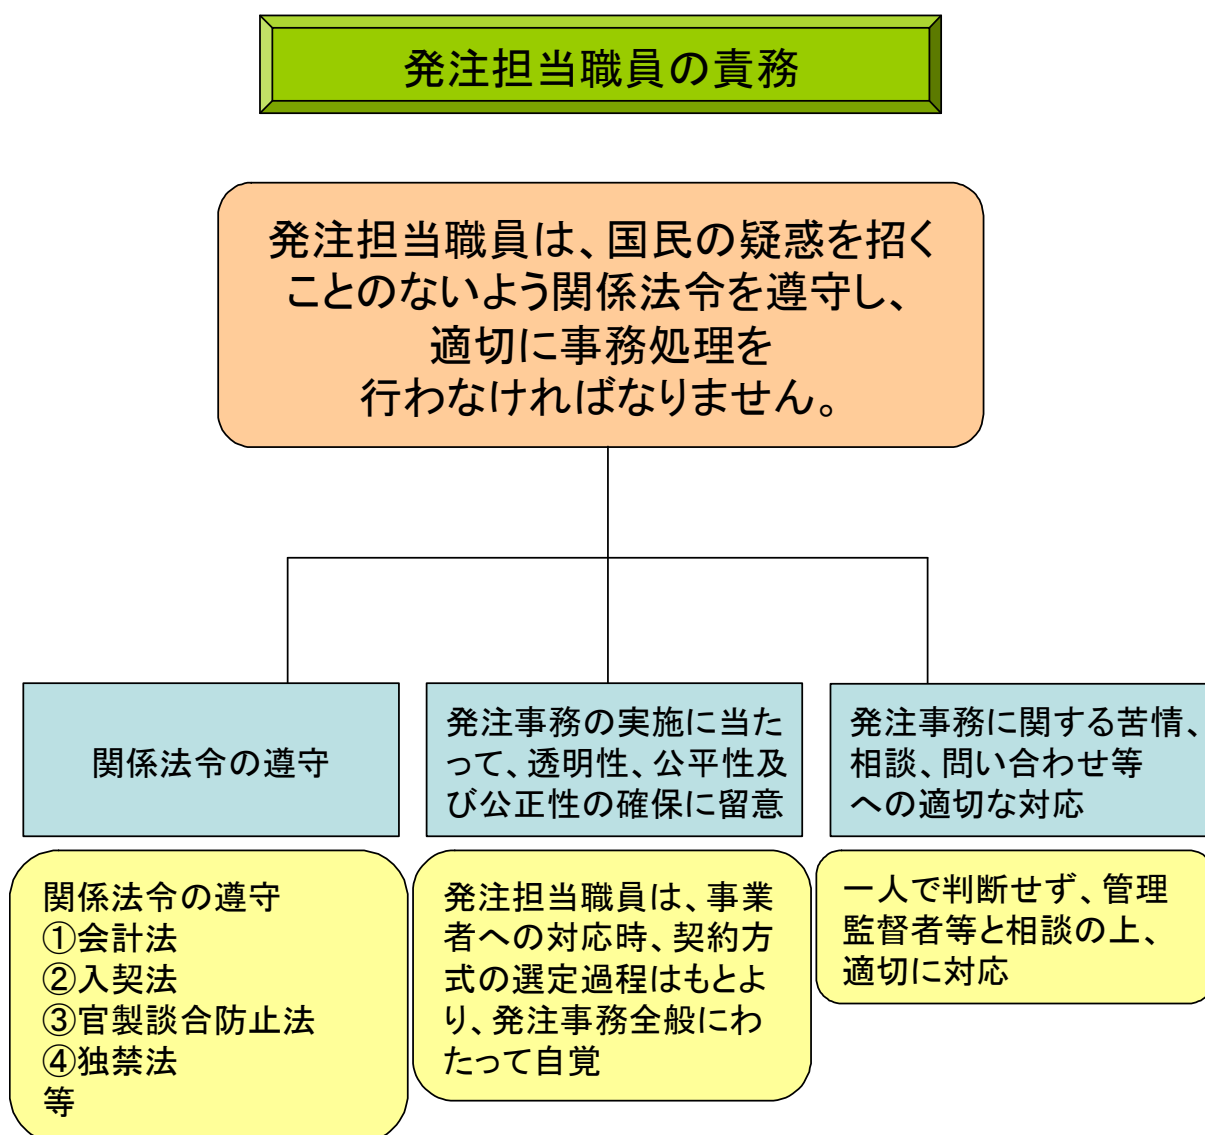 発注担当職員の責務
発注担当職員は、国民の疑惑を招く
ことのないよう関係法令を遵守し、
適切に事務処理を
行わなければなりません。
関係法令の遵守
発注事務の実施に当た
って、透明性、公平性及
び公正性の確保に留意
発注事務に関する苦情、
相談、問い合わせ等
への適切な対応
関係法令の遵守
①会計法
②入契法
③官製談合防止法
④独禁法
等
発注担当職員は、事業
者への対応時、契約方
式の選定過程はもとよ
り、発注事務全般にわ
たって自覚
一人で判断せず、管理
監督者等と相談の上、
適切に対応